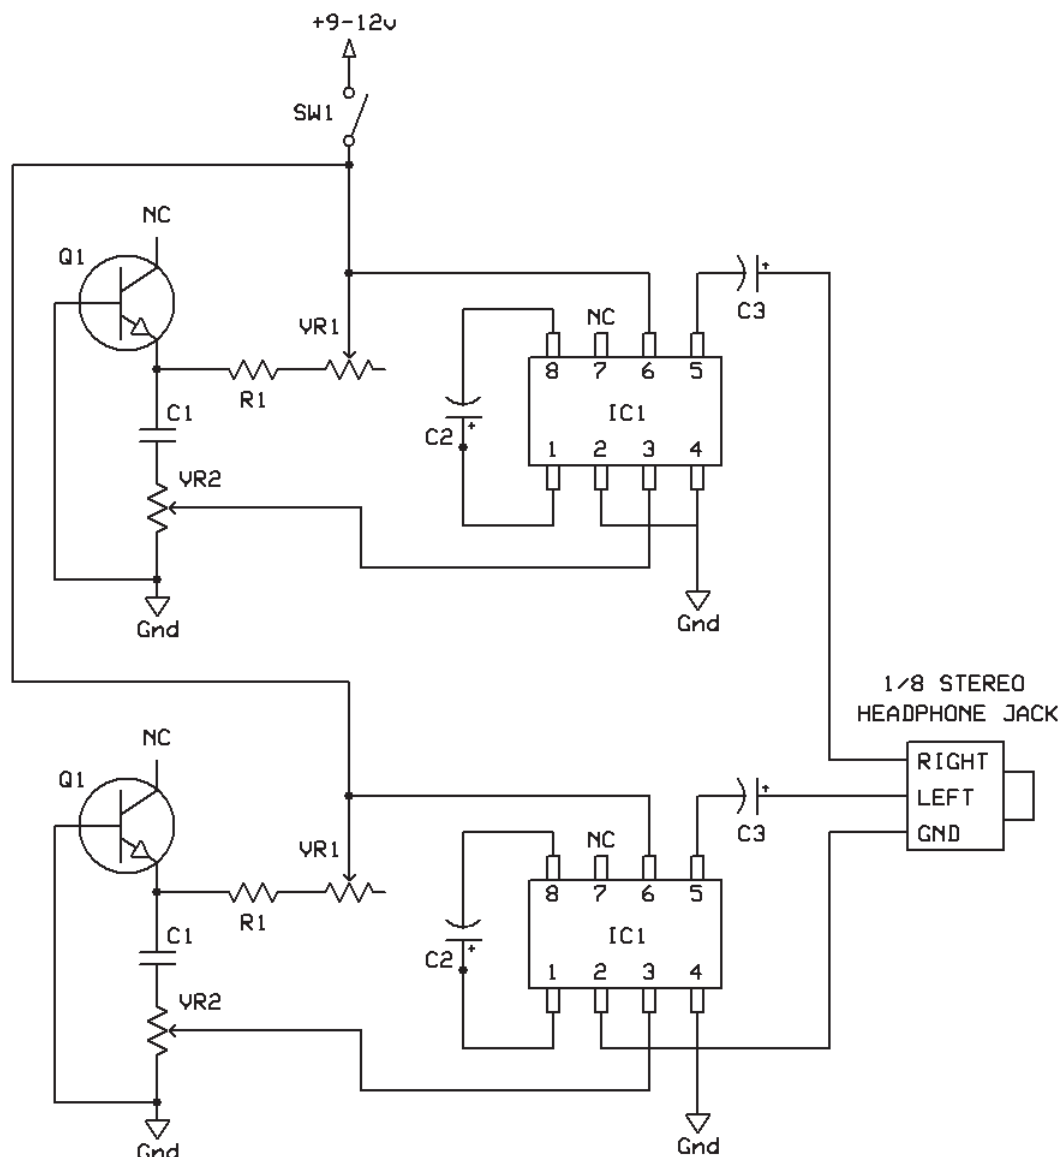 +9-12v
SW1
NC
Q1
VR1
R1
C1
VR2
Gnd
C2
NC
8 7 6 5
IC1
1 2 3 4
C3
Gnd
1/8 STEREO
HEADPHONE JACK
RIGHT
LEFT
GND
NC
Q1
VR1
R1
C1
VR2
Gnd
C2
NC
8 7 6 5
IC1
1 2 3 4
C3
Gnd